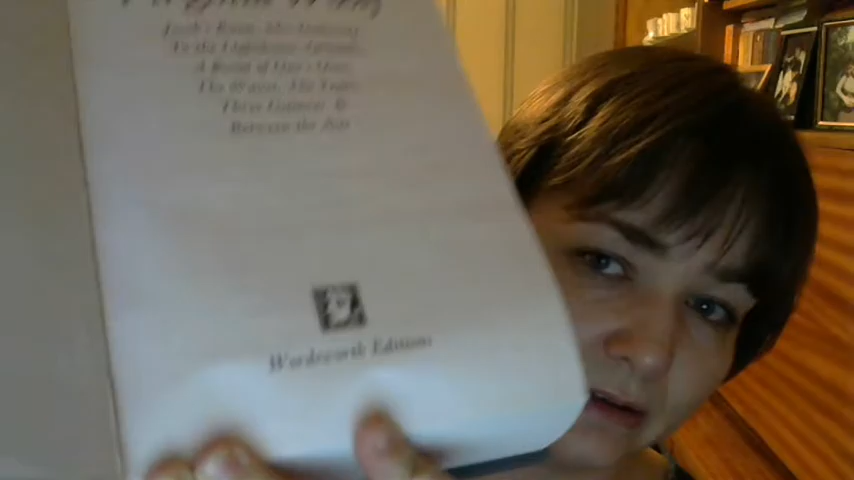 Jacob's Room, Mrs Dalloway
To the Lighthouse, Orlando
A Room of One's Own,
The Waves, The Years,
Three Guineas &
Between the Acts
Wordsworth Editions